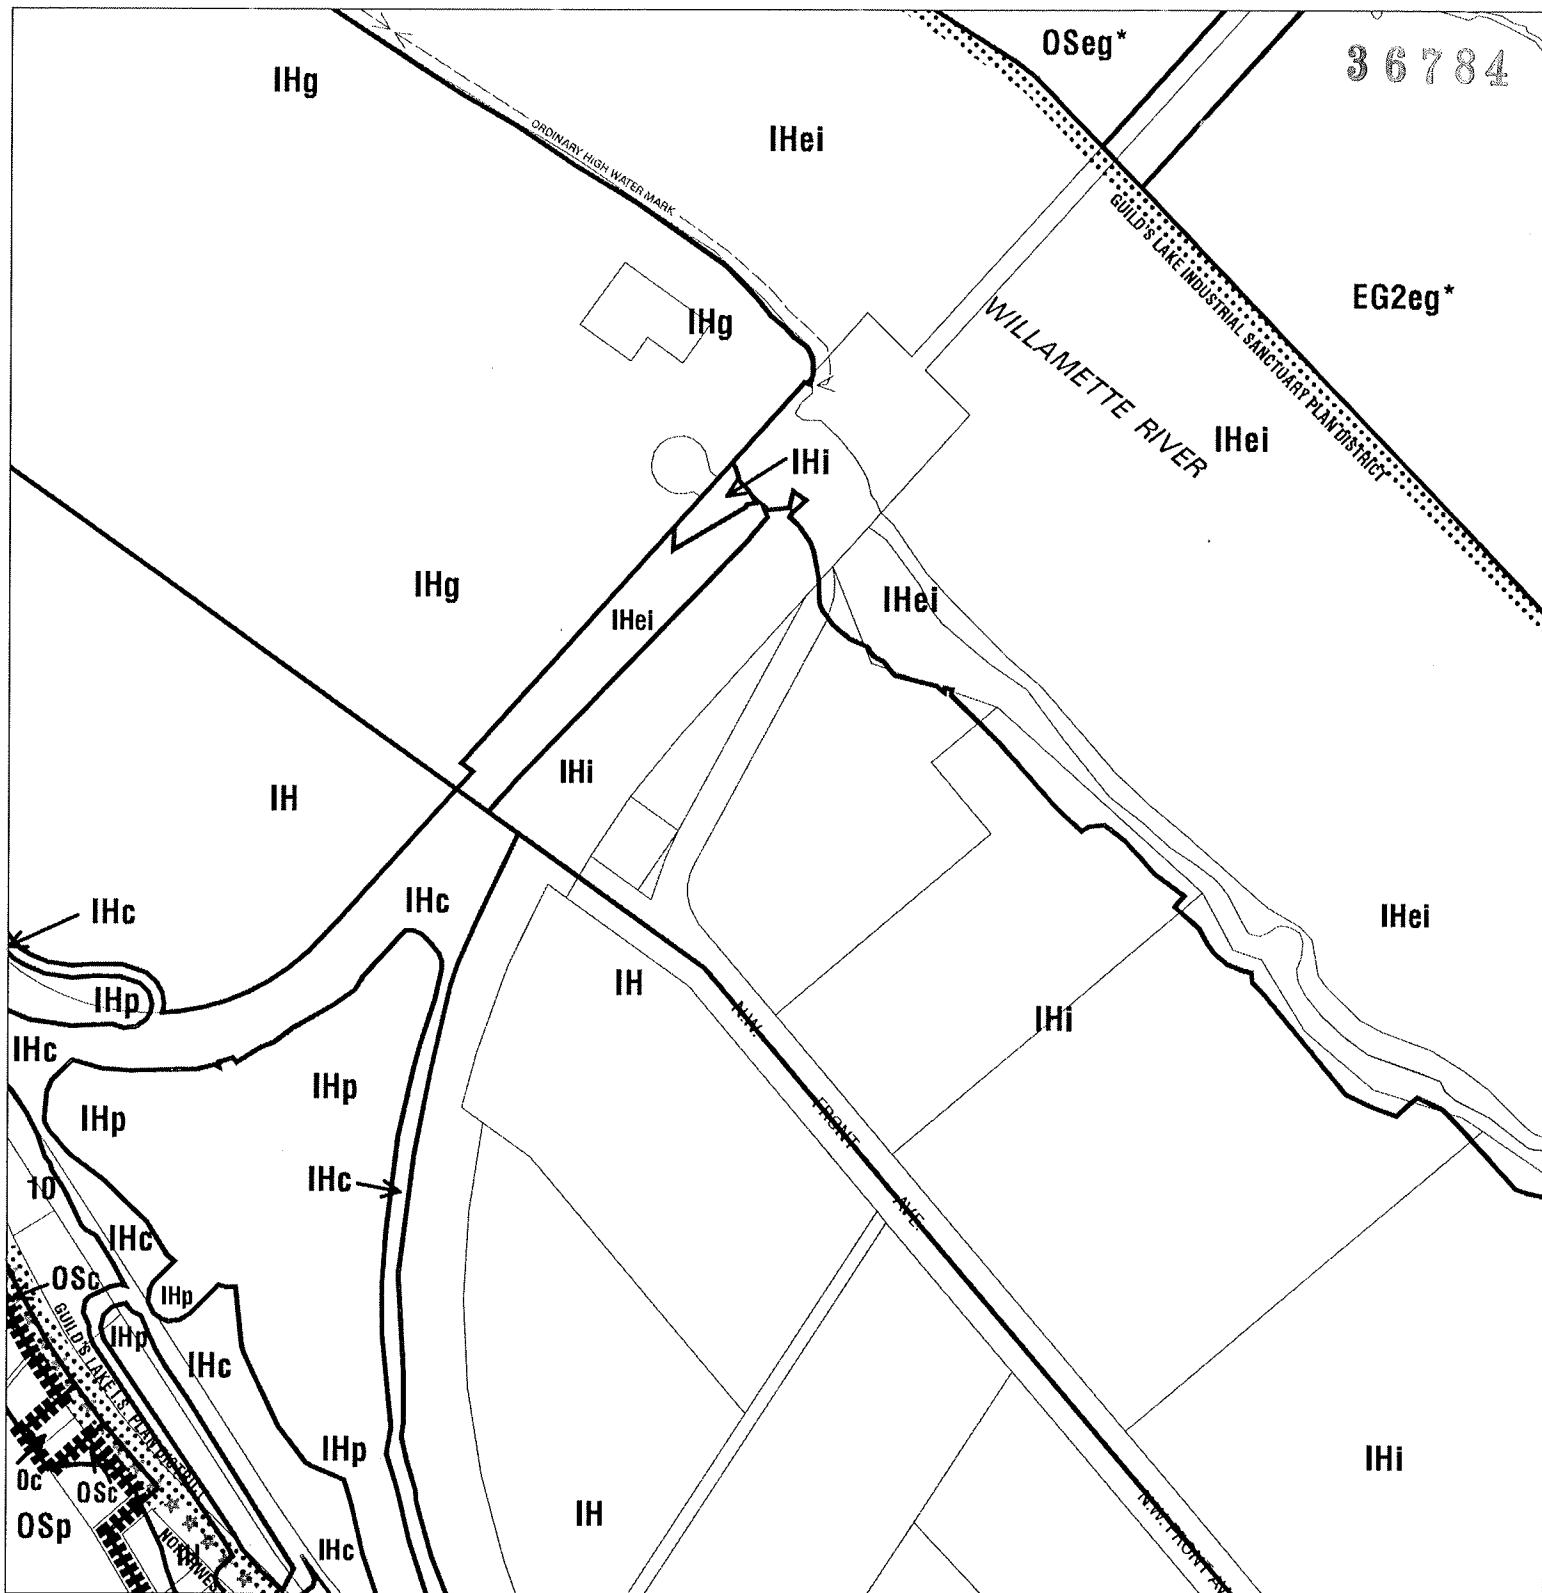 OSeg*
36784
IHg
IHei
ORDINARY HIGH WATER MARK
GUILD'S LAKE INDUSTRIAL SANCTUARY PLAN DISTRICT
EG2eg*
IHg
WILLAMETTE RIVER
IHei
IHi
IHg
IHei
IHei
IHi
IH
IHc
IHc
IHei
IH
IHp
N.W.
IHi
IHc
IHp
IHp
FRONT
IHc
10
AVE.
IHc
OSc
IHp
GUILD'S LAKE I.S. PLAN DISTRICT
IHp
IHc
IHp
IHi
Oc
OSc
IH
OSp
N.W. FRONT AV
IHc